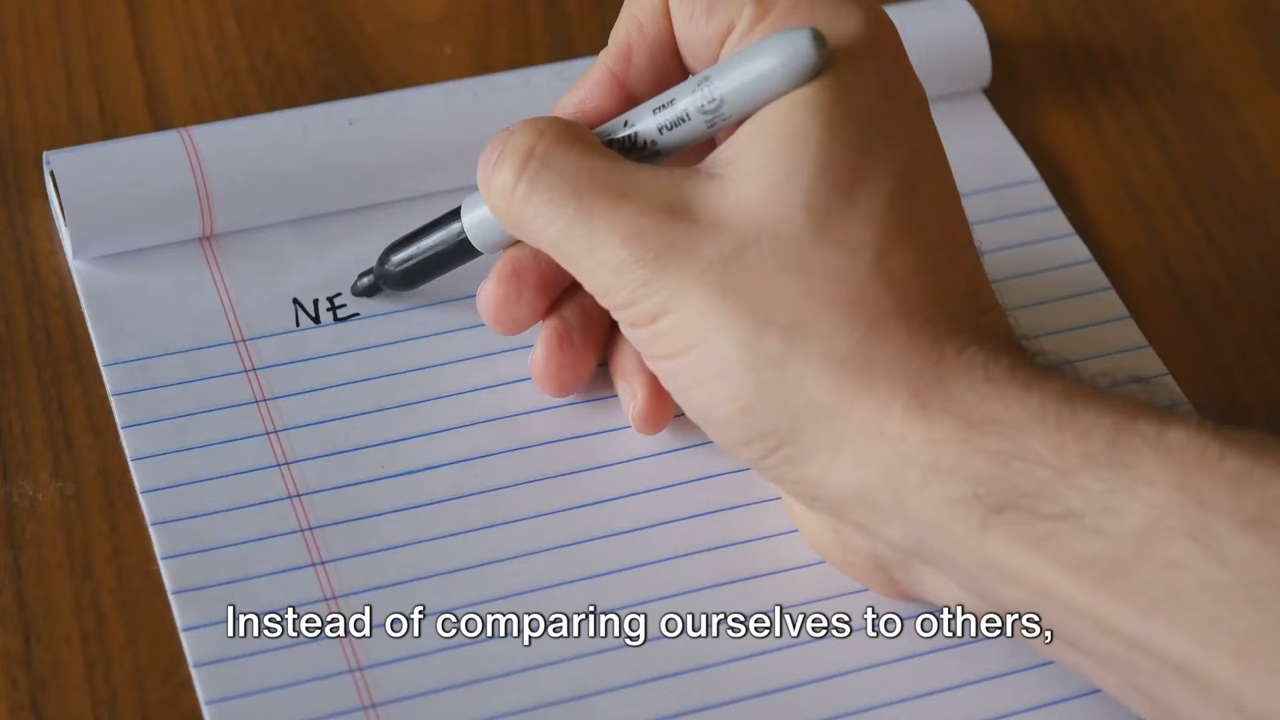 FINE
POINT
NE
Instead of comparing ourselves to others,